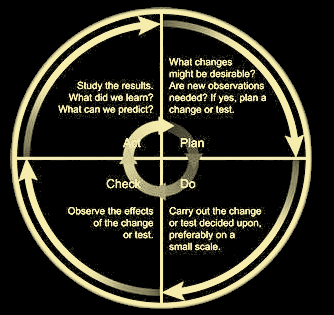 Study the results.
What did we learn?
What can we predict?
Act
What changes
might be desirable?
Are new observations
needed? If yes, plan a
change or test.
Plan
Check
Observe the effects
of the change
or test.
Do
Carry out the change
or test decided upon,
preferably on a
small scale.